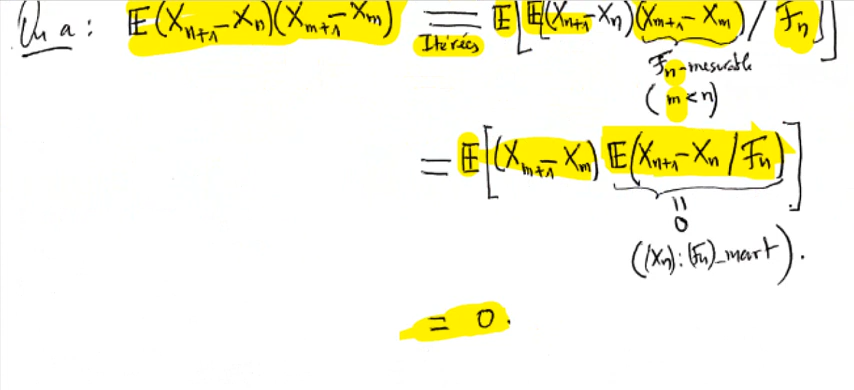 On a : 𝔼(Xₙ₊₁-Xₙ)(Xₘ₊₁-Xₘ) = 𝔼[𝔼(Xₙ₊₁-Xₙ)(Xₘ₊₁-Xₘ)/ℱₙ]]
Itérées
ℱₙ-mesurable
(m<n)
= 𝔼[(Xₘ₊₁-Xₘ) 𝔼(Xₙ₊₁-Xₙ/ℱₙ)]
=
0
((Xₙ):(ℱₙ)_mart).
= 0.